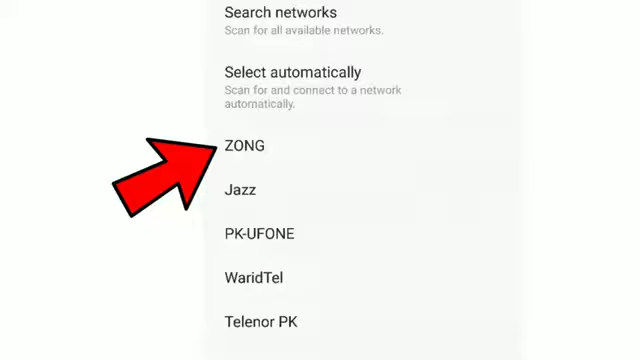 Search networks
Scan for all available networks.
Select automatically
Scan for and connect to a network
automatically.
ZONG
Jazz
PK-UFONE
WaridTel
Telenor PK